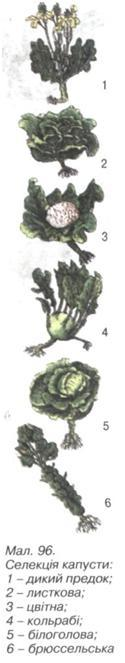 1
2
3
4
5
6
Мал. 96.
Селекція капусти:
1 – дикий предок;
2 – листкова;
3 – цвітна;
4 – кольрабі;
5 – білоголова;
6 – брюссельська